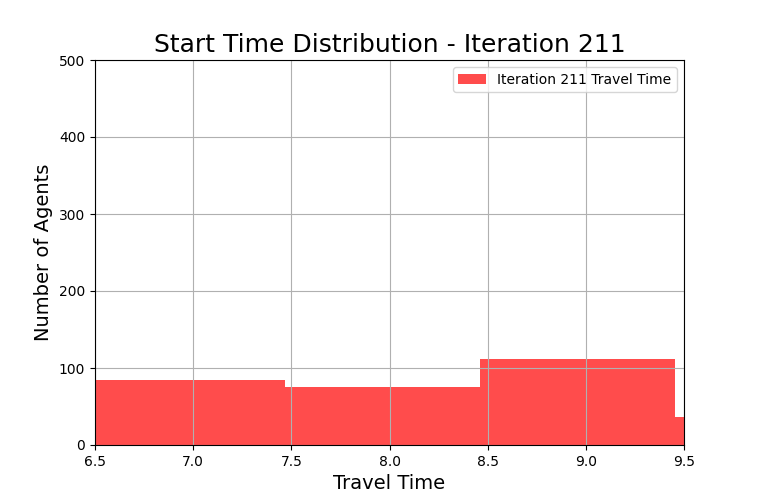 Start Time Distribution - Iteration 211
Iteration 211 Travel Time
Number of Agents
500
400
300
200
100
0
6.5 7.0 7.5 8.0 8.5 9.0 9.5
Travel Time